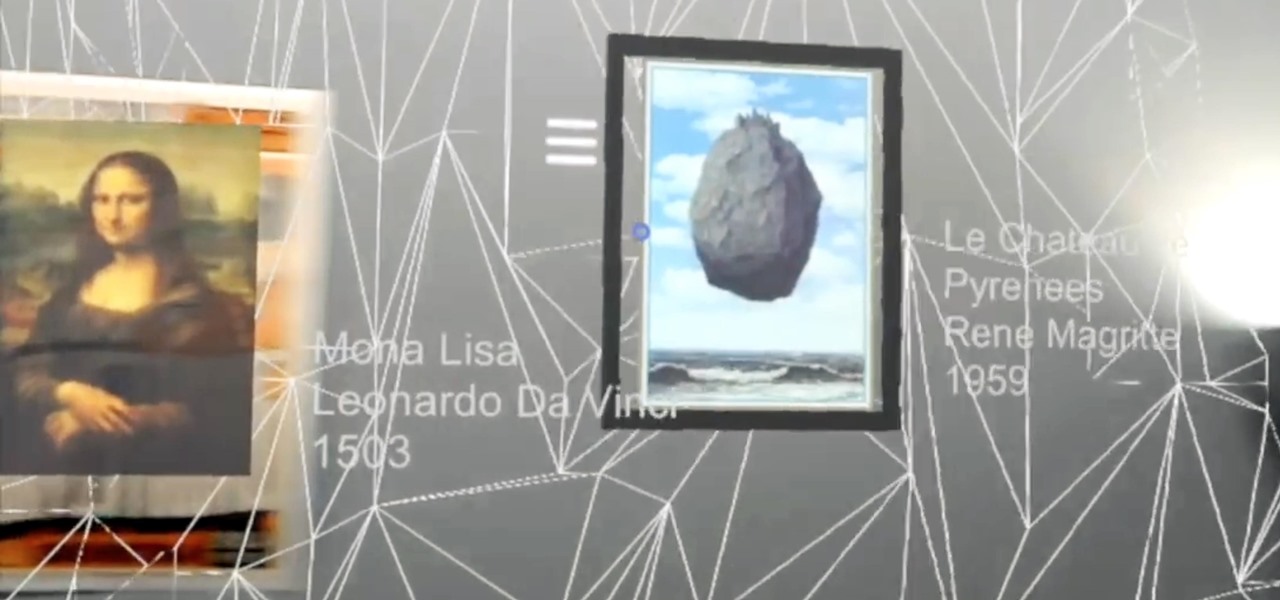 Mona Lisa
Leonardo Da Vinci
1503
Le Chateau
Pyrenees
Rene Magritte
1959